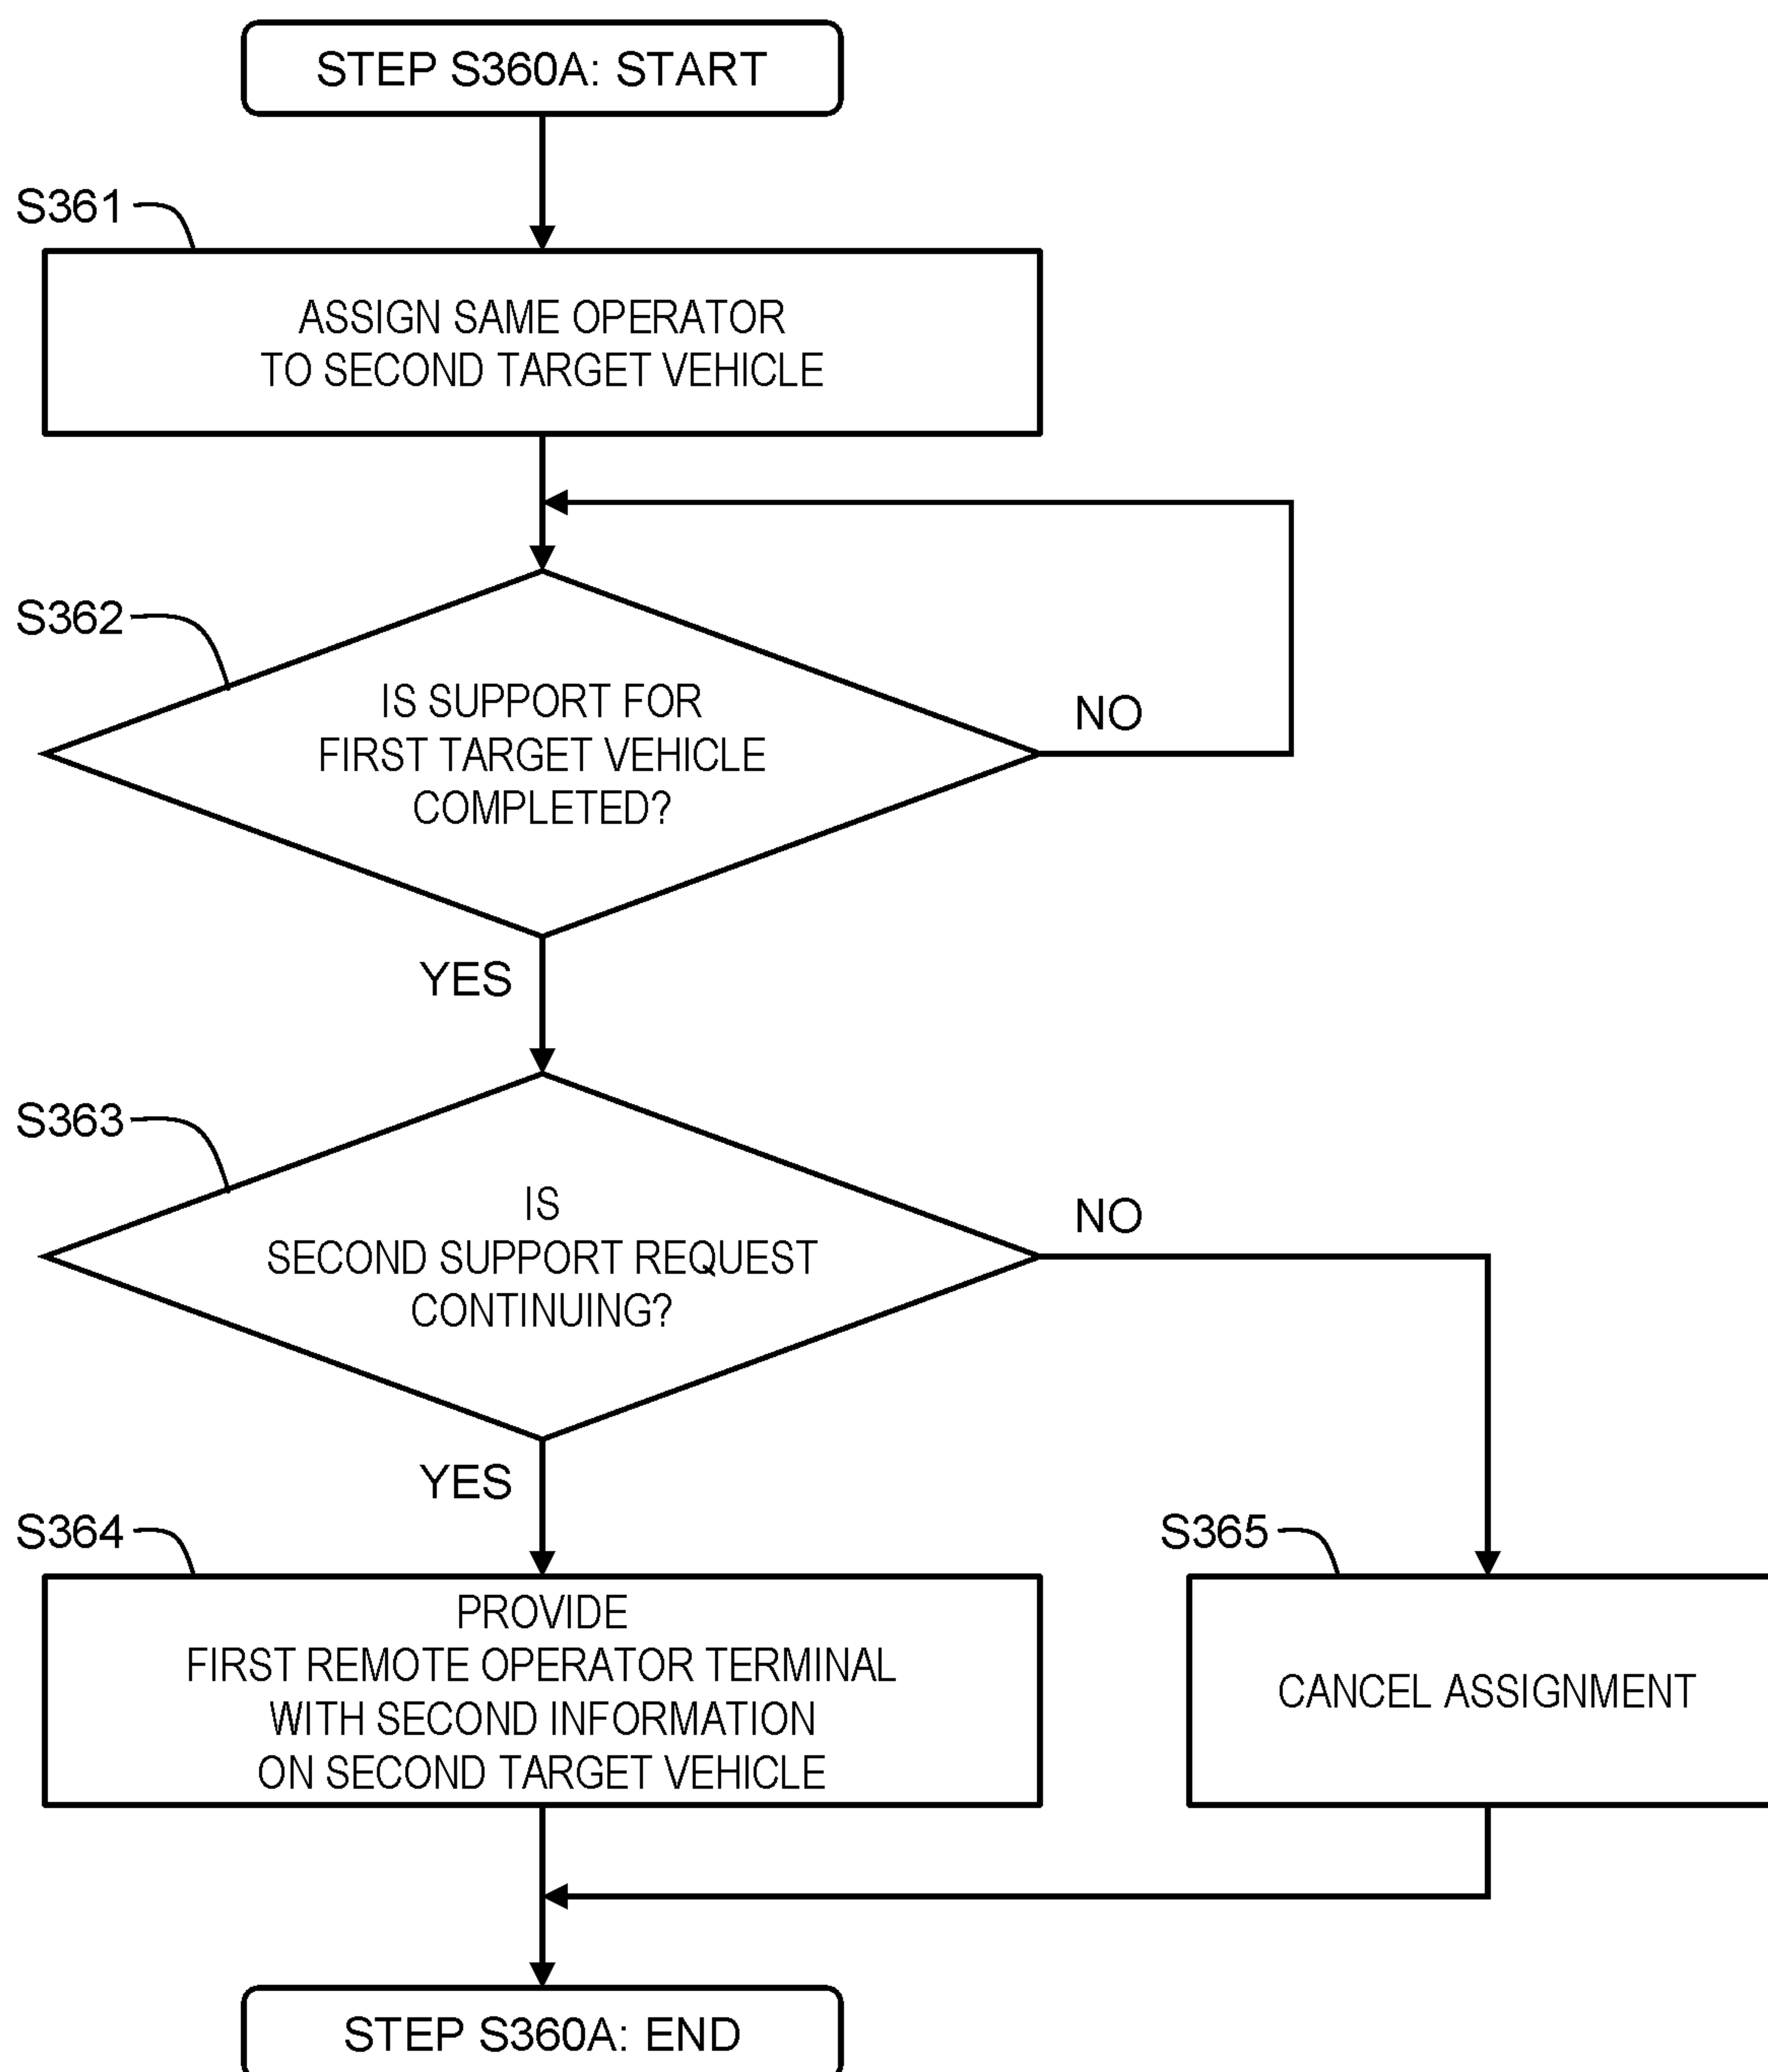 STEP S360A: START
S361
ASSIGN SAME OPERATOR
TO SECOND TARGET VEHICLE
S362
IS SUPPORT FOR
FIRST TARGET VEHICLE
COMPLETED?
NO
YES
S363
IS
SECOND SUPPORT REQUEST
CONTINUING?
NO
YES
S364
PROVIDE
FIRST REMOTE OPERATOR TERMINAL
WITH SECOND INFORMATION
ON SECOND TARGET VEHICLE
S365
CANCEL ASSIGNMENT
STEP S360A: END